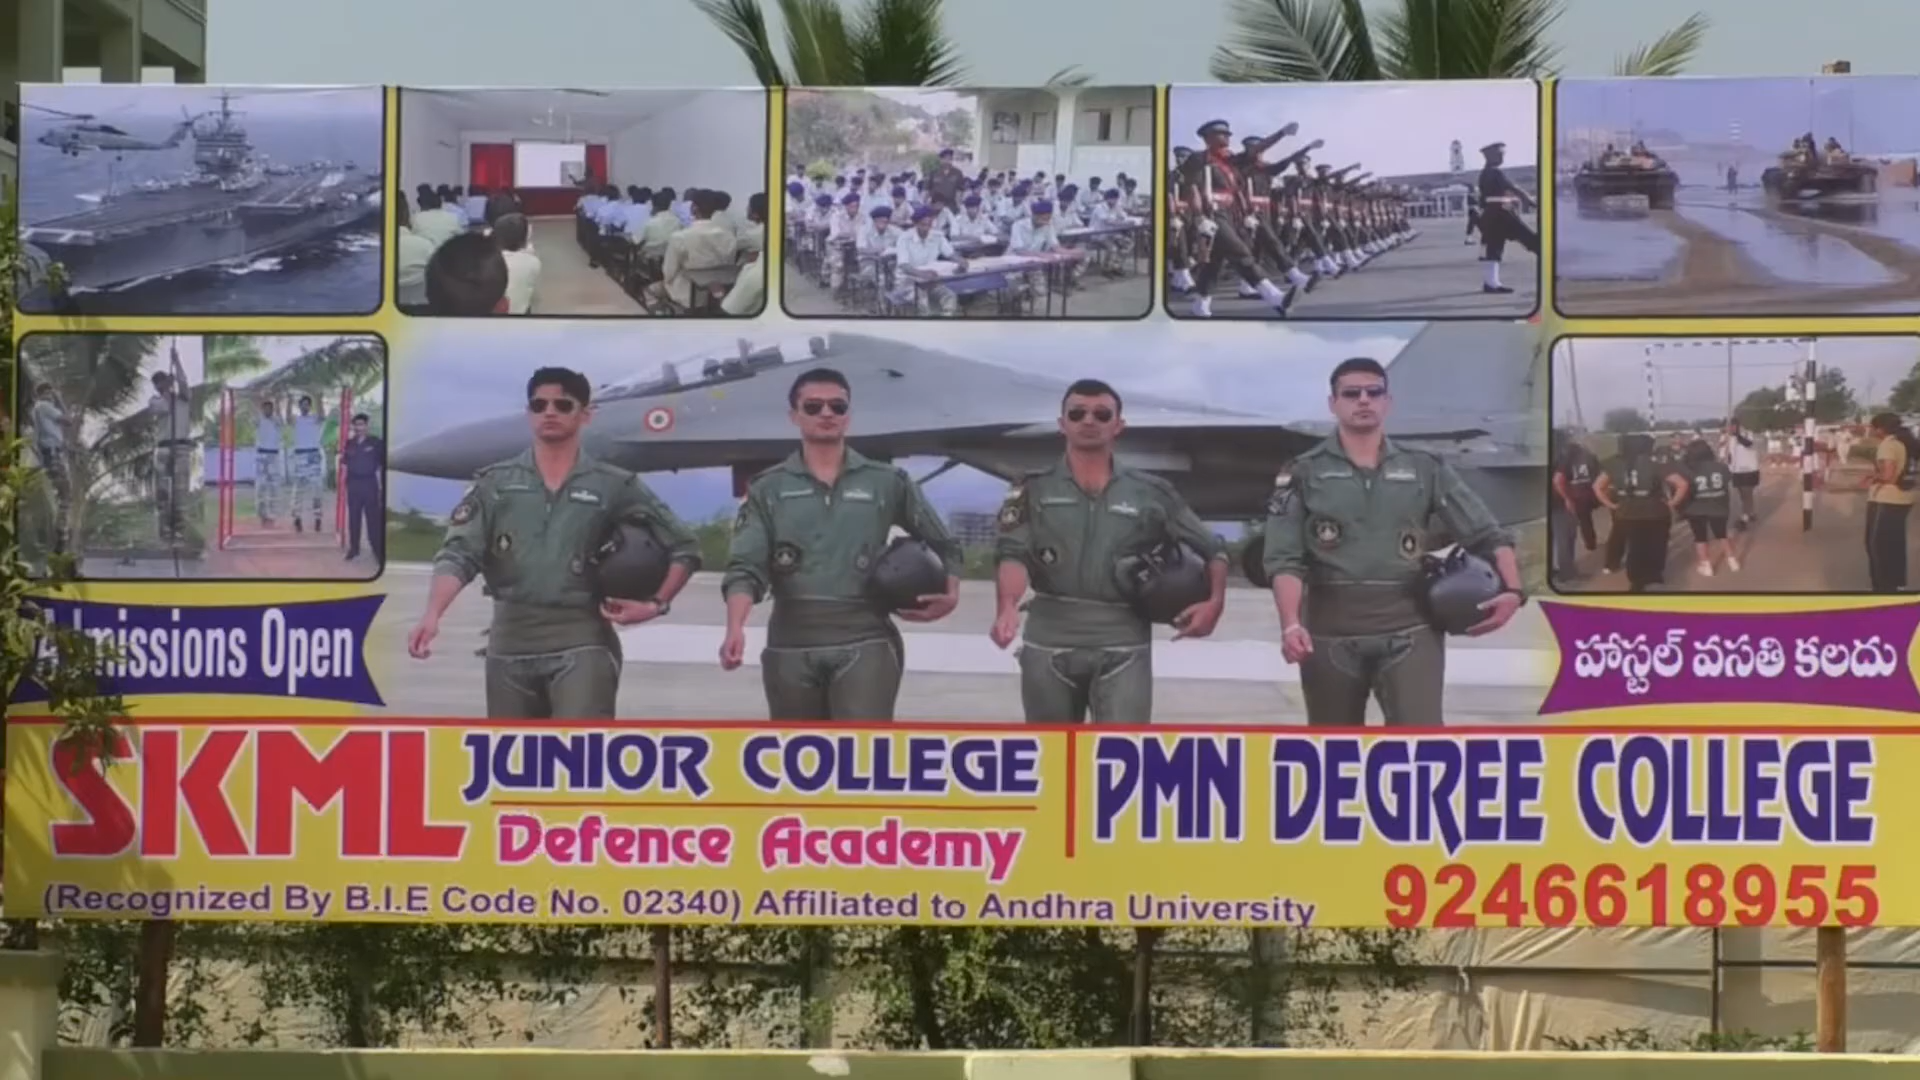 Admissions Open
హాస్టల్ వసతి కలదు
SKML JUNIOR COLLEGE
Defence Academy
PMN DEGREE COLLEGE
(Recognized By B.I.E Code No. 02340) Affiliated to Andhra University
9246618955